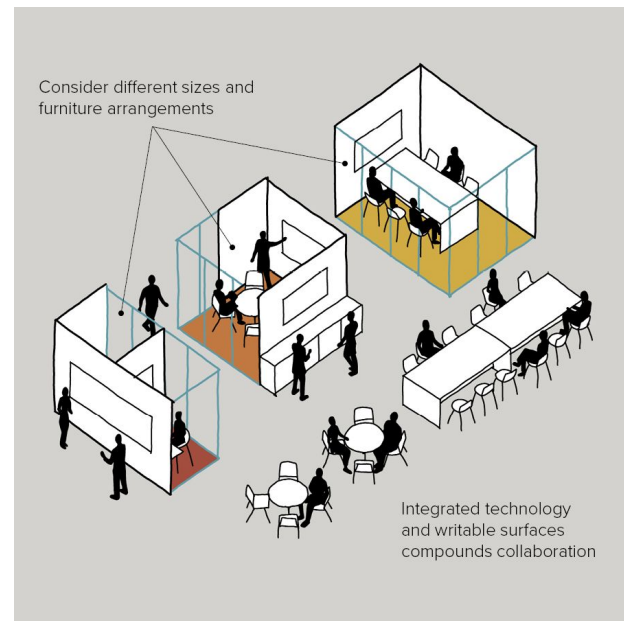 Consider different sizes and
furniture arrangements
Integrated technology
and writable surfaces
compounds collaboration